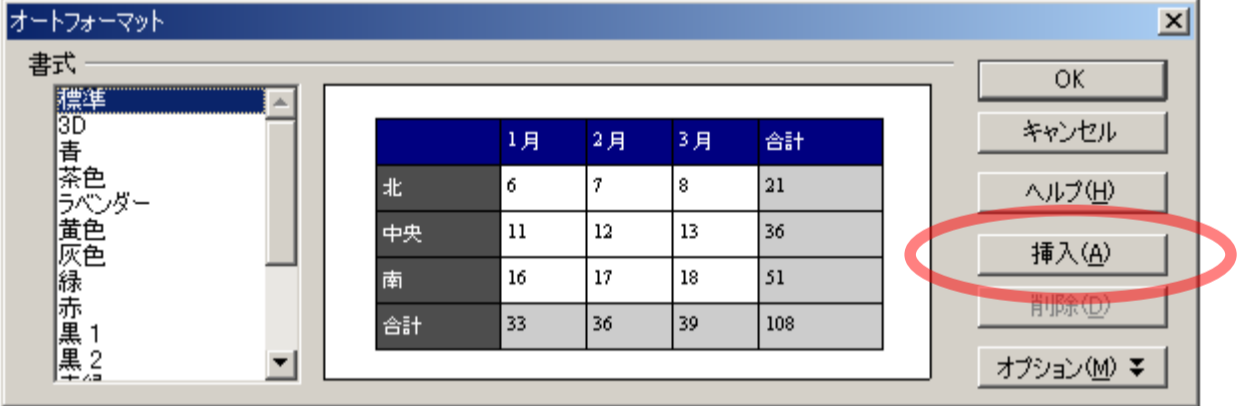 オートフォーマット
書式
標準
3D
青
茶色
ラベンダー
黄色
灰色
緑
赤
黒 1
黒 2
1月 2月 3月 合計
北 6 7 8 21
中央 11 12 13 36
南 16 17 18 51
合計 33 36 39 108
OK
キャンセル
ヘルプ(H)
挿入(A)
削除(D)
オプション(M)